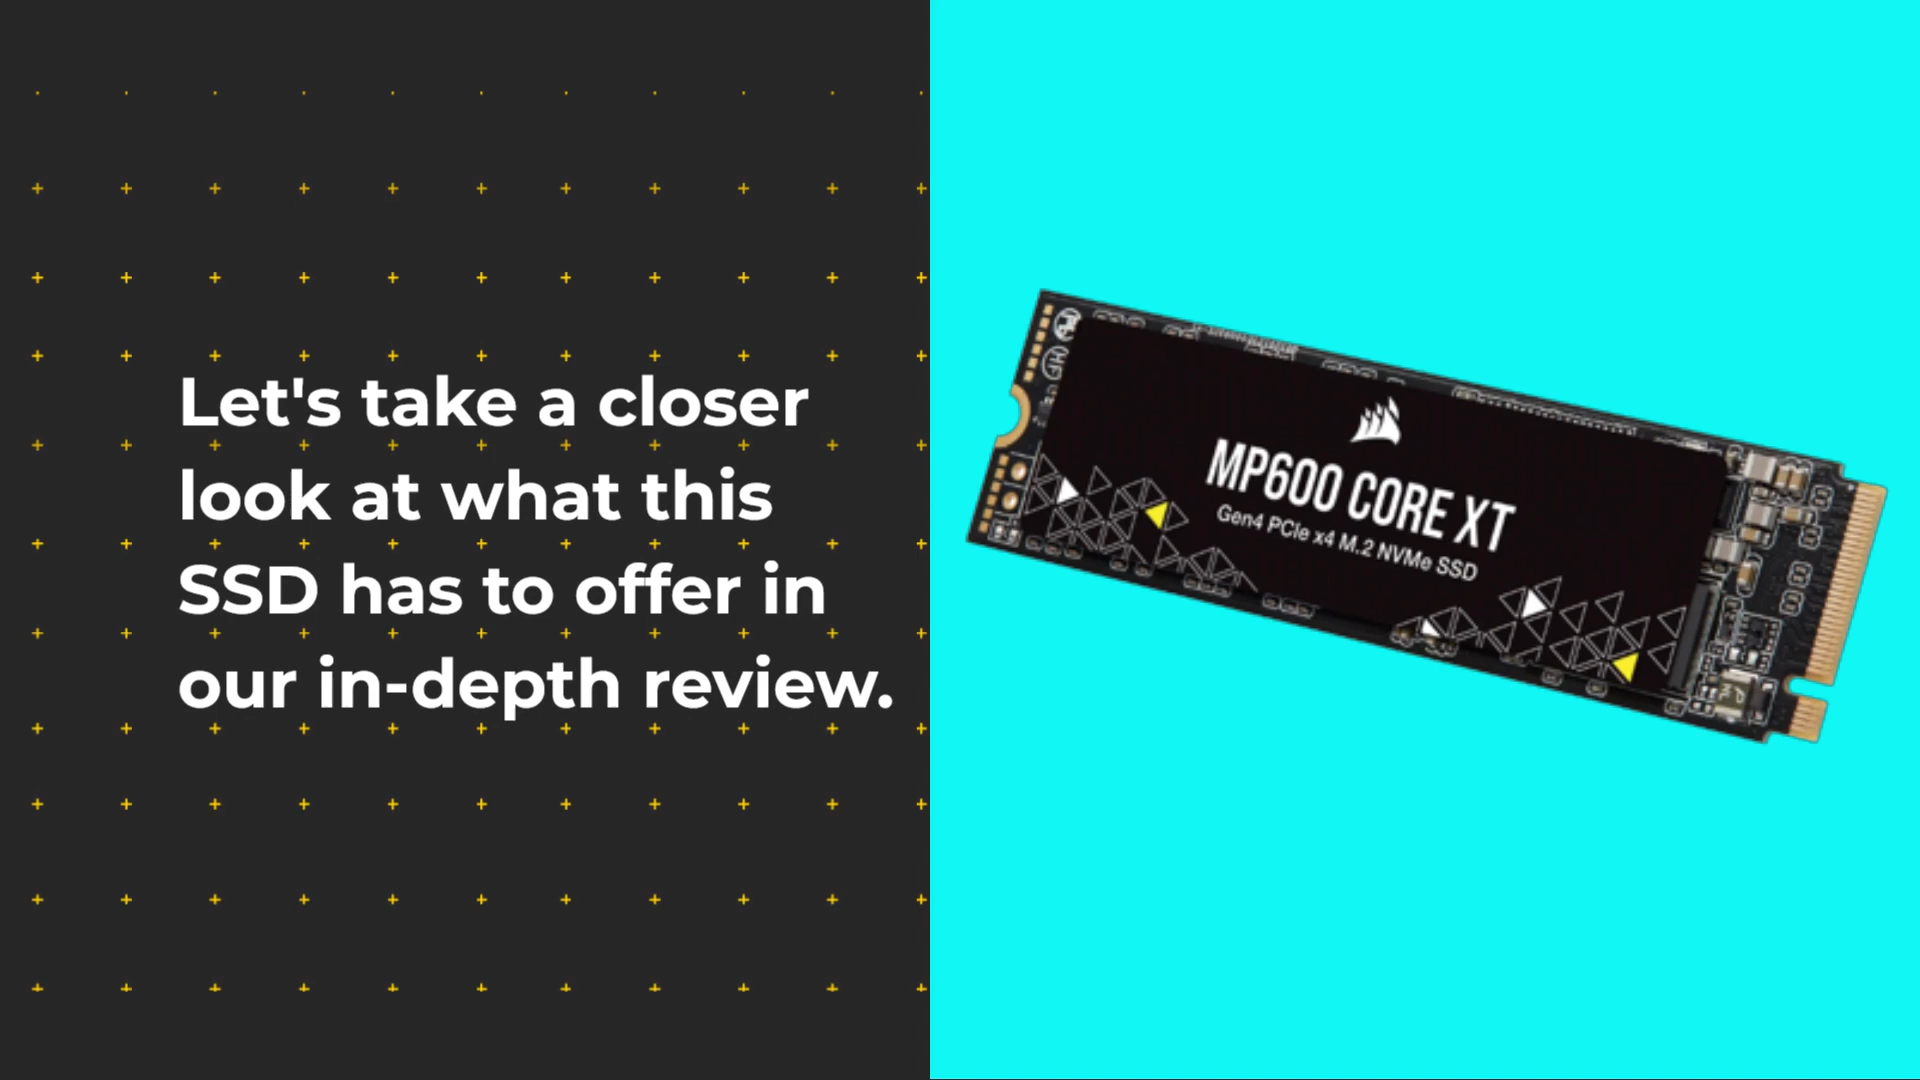 Let's take a closer
look at what this
SSD has to offer in
our in-depth review.
MP600 CORE XT
Gen4 PCIe x4 M.2 NVMe SSD